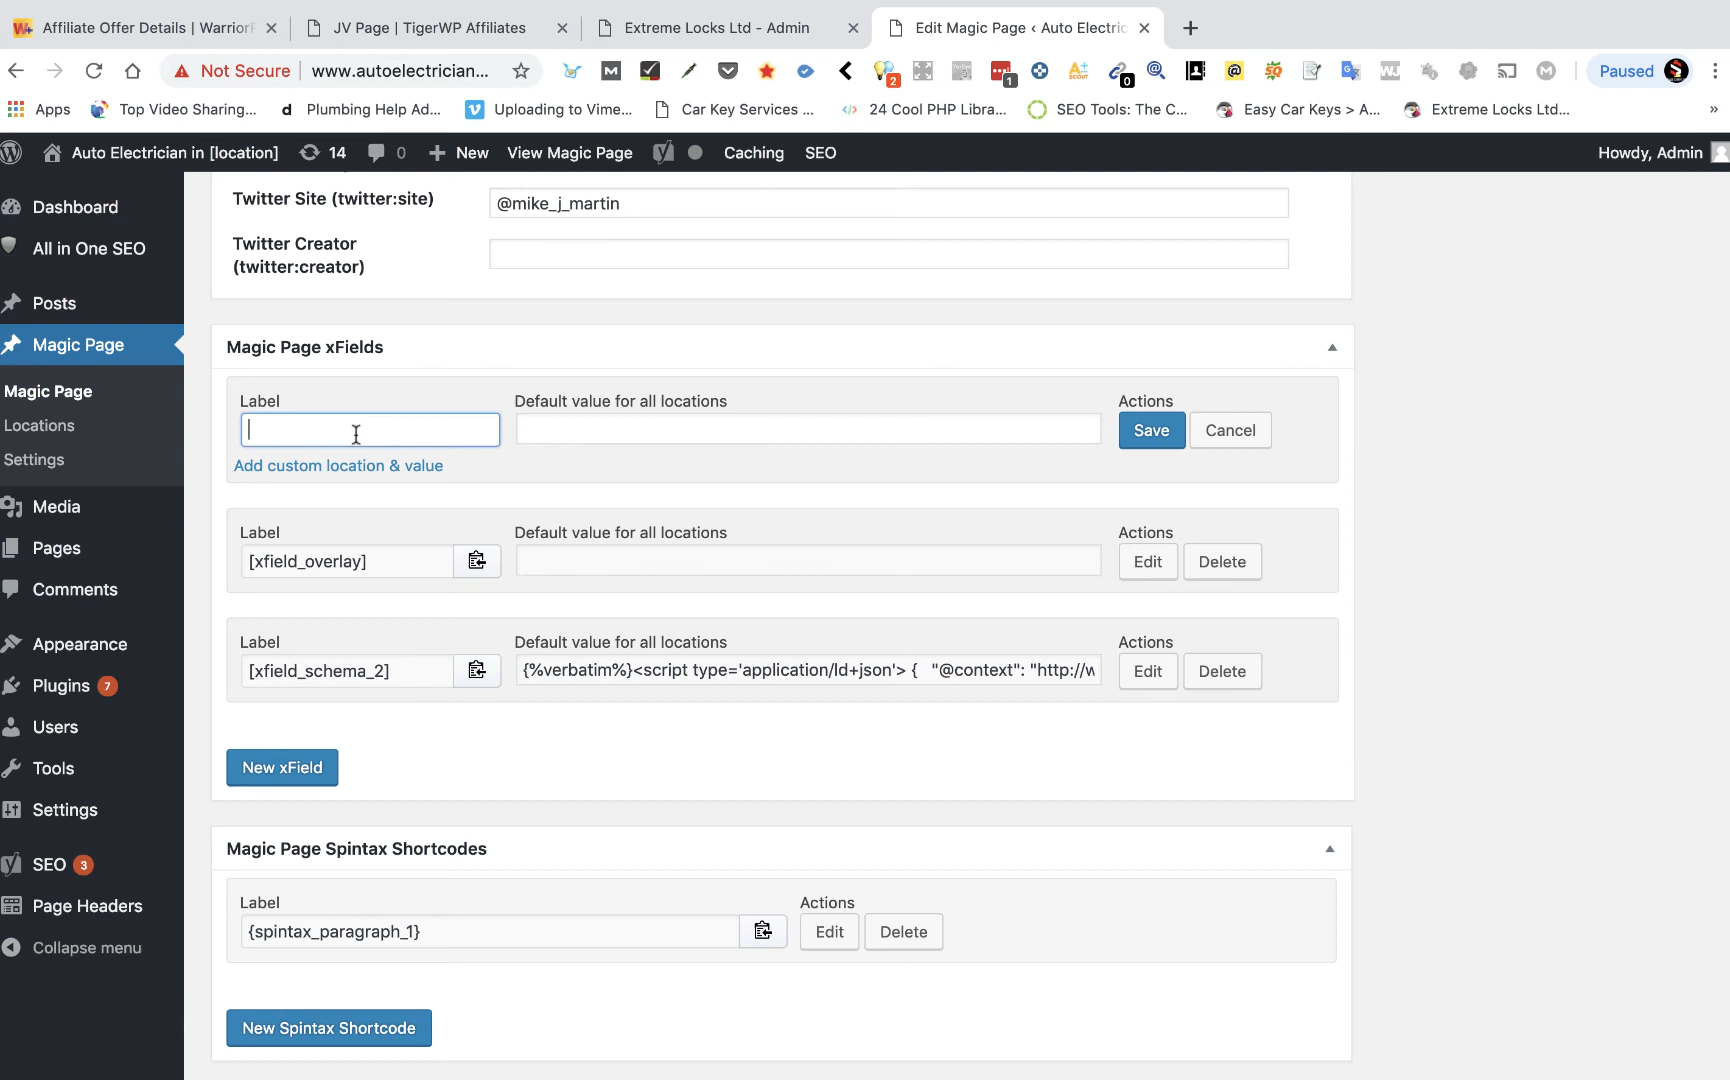 Affiliate Offer Details | WarriorP
JV Page | TigerWP Affiliates
Extreme Locks Ltd - Admin
Edit Magic Page ‹ Auto Electric
Not Secure
www.autoelectrician...
2
1
0
Paused
Apps
Top Video Sharing...
Plumbing Help Ad...
Uploading to Vime...
Car Key Services ...
24 Cool PHP Libra...
SEO Tools: The C...
Easy Car Keys > A...
Extreme Locks Ltd...
»
Auto Electrician in [location]
14
0
New
View Magic Page
Caching
SEO
Howdy, Admin
Dashboard
All in One SEO
Posts
Magic Page
Magic Page
Locations
Settings
Media
Pages
Comments
Appearance
Plugins 7
Users
Tools
Settings
SEO 3
Page Headers
Collapse menu
Twitter Site (twitter:site)
@mike_j_martin
Twitter Creator
(twitter:creator)
Magic Page xFields
Label
Default value for all locations
Actions
Save
Cancel
Add custom location & value
Label
Default value for all locations
Actions
[xfield_overlay]
Edit
Delete
Label
Default value for all locations
Actions
[xfield_schema_2]
{%verbatim%}<script type='application/ld+json'> { "@context": "http://w
Edit
Delete
New xField
Magic Page Spintax Shortcodes
Label
Actions
{spintax_paragraph_1}
Edit
Delete
New Spintax Shortcode